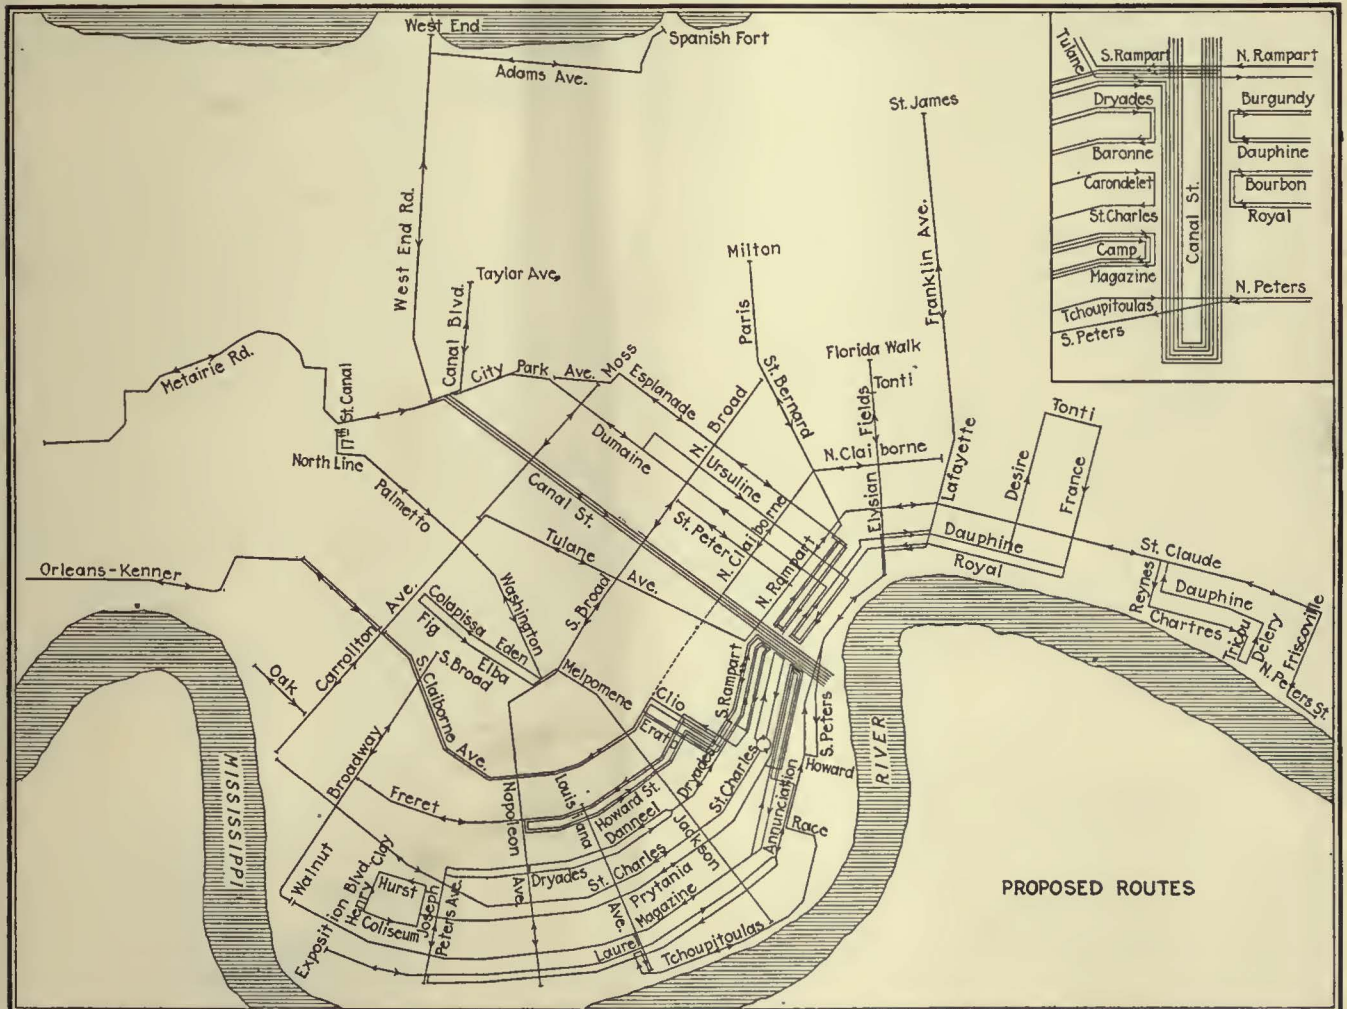 West End
Spanish Fort
Adams Ave.
St. James
West End Rd.
Canal Blvd.
Taylor Ave.
Milton
Paris
Franklin Ave.
Florida Walk
Tonti
Metairie Rd.
17th St. Canal
City Park Ave.
Moss
Esplanade
N. Broad
St. Bernard
Elysian Fields
N. Claiborne
Lafayette
Desire
Tonti
France
North Line
Palmetto
Dumaine
Ursuline
Canal St.
St. Peter
N. Claiborne
N. Rampart
Tulane Ave.
Dauphine
Royal
St. Claude
Reynes
Dauphine
Chartres
Tricou
Delery
N. Peters St.
Friscoville
Orleans-Kenner
Carrollton Ave.
Colapissa
Fig
Eden
Elba
S. Broad
Washington
S. Broad
Melpomene
Oak
S. Claiborne Ave.
Clio
Erato
S. Rampart
S. Peters
RIVER
Broadway
MISSISSIPPI
Freret
Napoleon Ave.
Louisiana Ave.
Howard St.
Danneel
Dryades
St. Charles
Annunciation
Howard
Race
Jackson
Walnut
Exposition Blvd.
Henry Clay
Hurst
Coliseum
Joseph
Peters Ave.
Dryades
St. Charles
Prytania
Magazine
Laurel
Tchoupitoulas
PROPOSED ROUTES
Tulane
S. Rampart
N. Rampart
Dryades
Burgundy
Baronne
Dauphine
Carondelet
Bourbon
St. Charles
Royal
Camp
Magazine
Canal St.
N. Peters
Tchoupitoulas
S. Peters